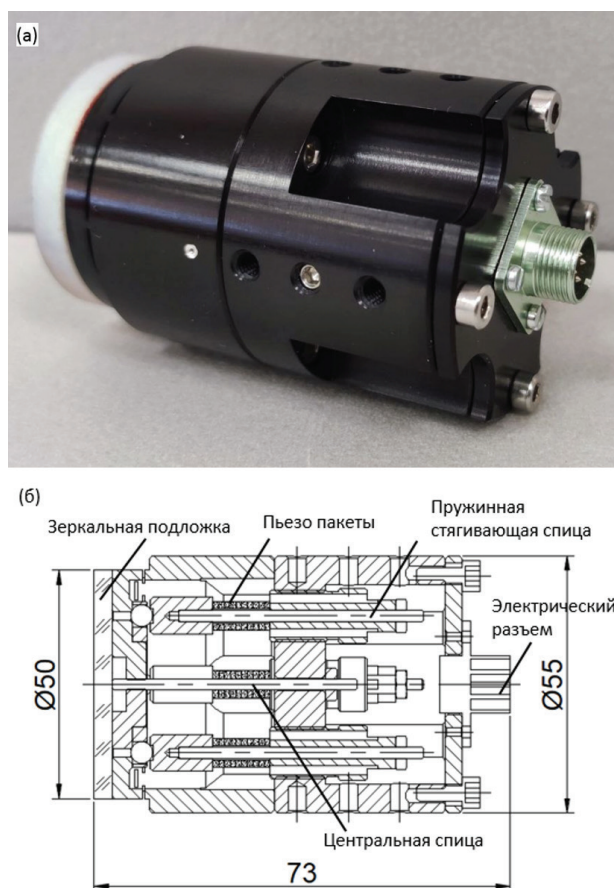 (а)
(б)
Зеркальная подложка
Пьезо пакеты
Пружинная
стягивающая спица
Электрический
разъем
Ø50
Ø55
Центральная спица
73